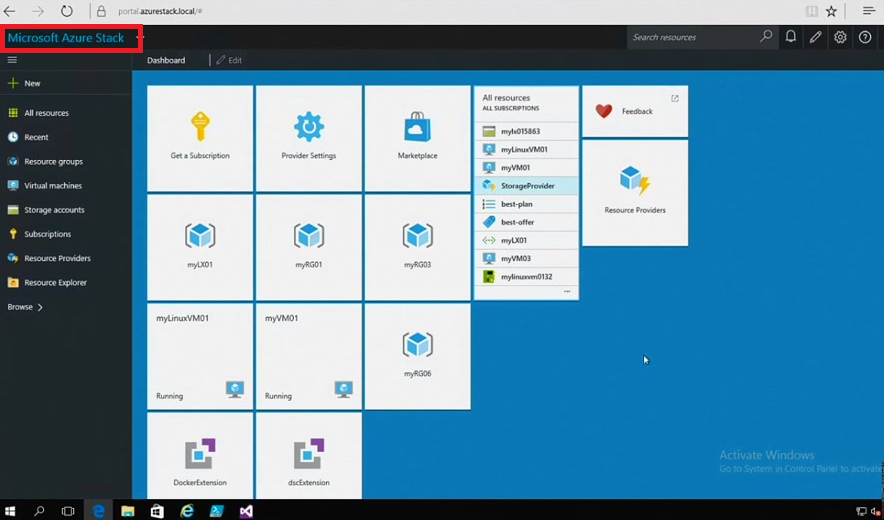 portal.azurestack.local/#
Microsoft Azure Stack
Search resources
Dashboard
Edit
New
All resources
Recent
Resource groups
Virtual machines
Storage accounts
Subscriptions
Resource Providers
Resource Explorer
Browse
Get a Subscription
Provider Settings
Marketplace
All resources
ALL SUBSCRIPTIONS
mylx015863
myLinuxVM01
myVM01
StorageProvider
best-plan
best-offer
myLX01
myVM03
mylinuxvm0132
...
Feedback
Resource Providers
myLX01
myRG01
myRG03
myLinuxVM01
Running
myVM01
Running
myRG06
DockerExtension
dscExtension
Activate Windows
Go to System in Control Panel to activate